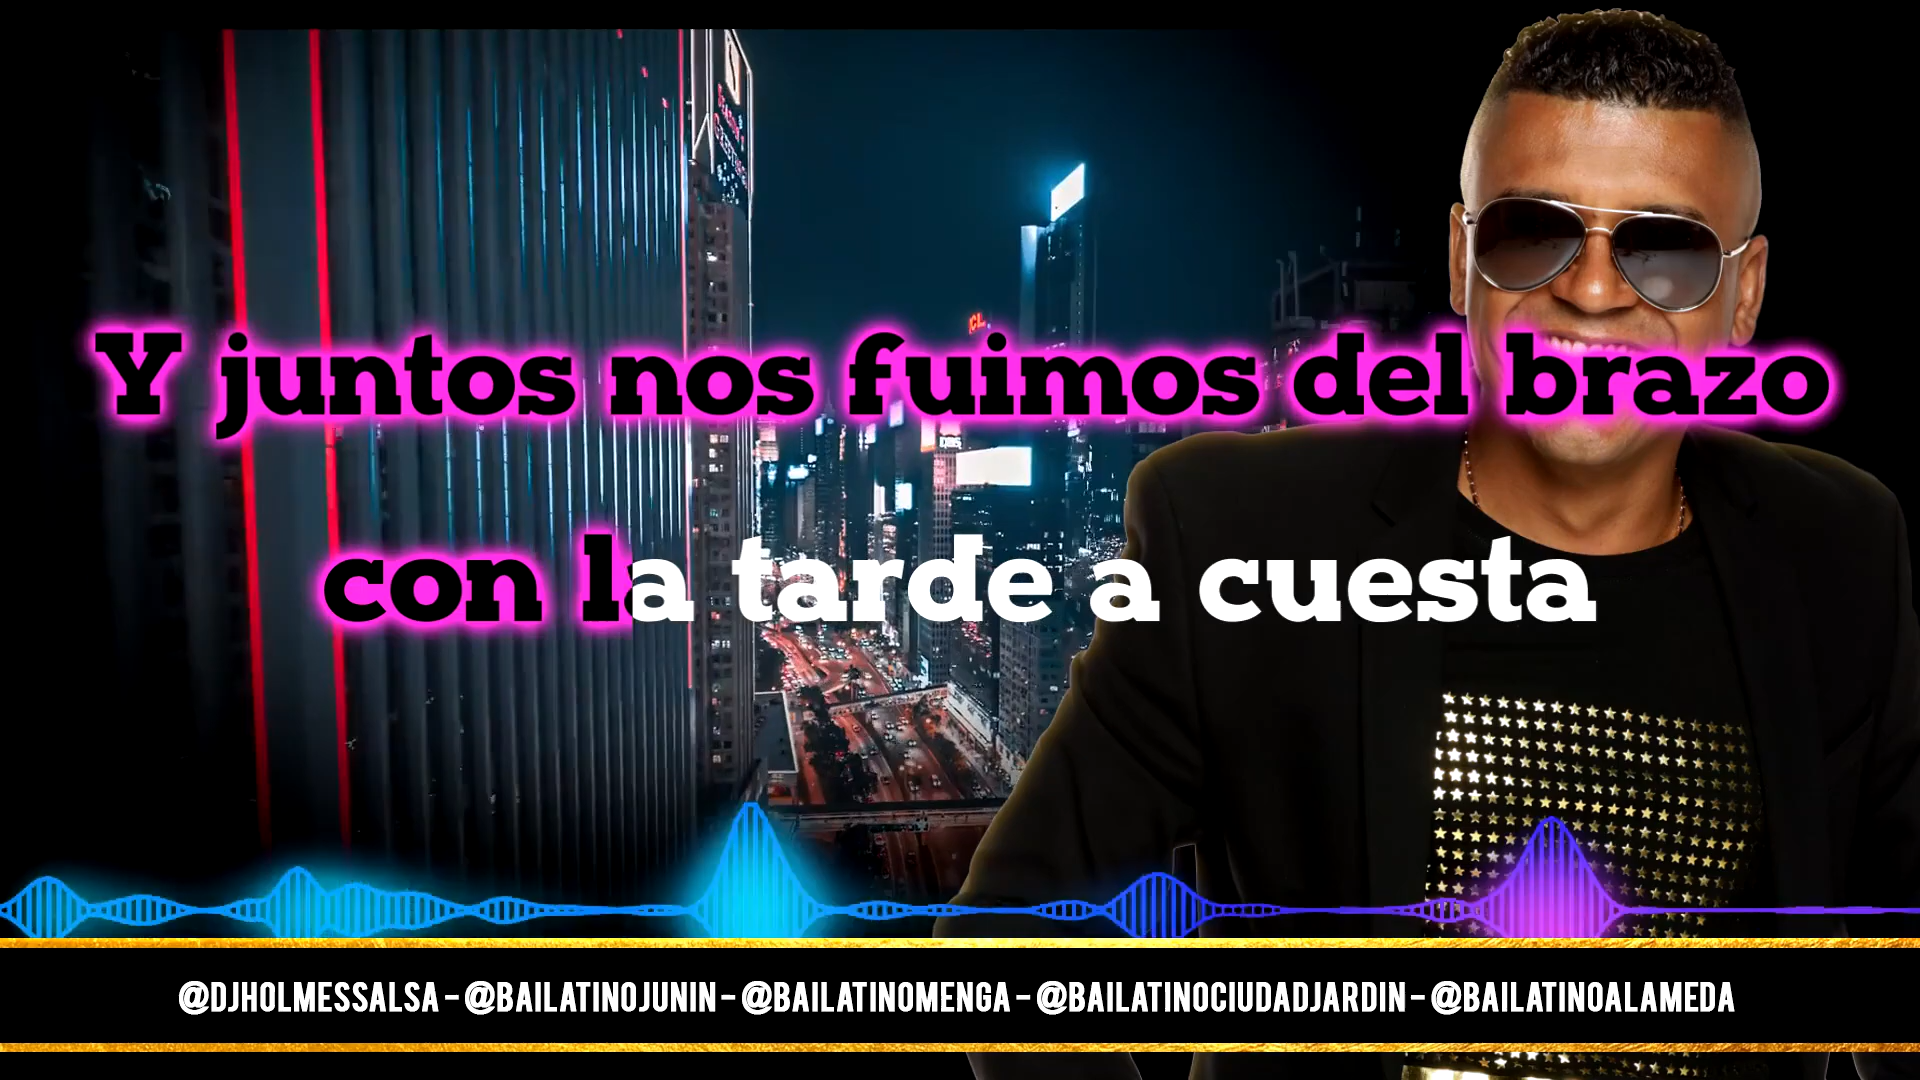 Y juntos nos fuimos del brazo
con la tarde a cuesta
@DJHOLMESSALSA - @BAILATINOJUNIN - @BAILATINOMENGA - @BAILATINOCIUDADJARDIN - @BAILATINOALAMEDA